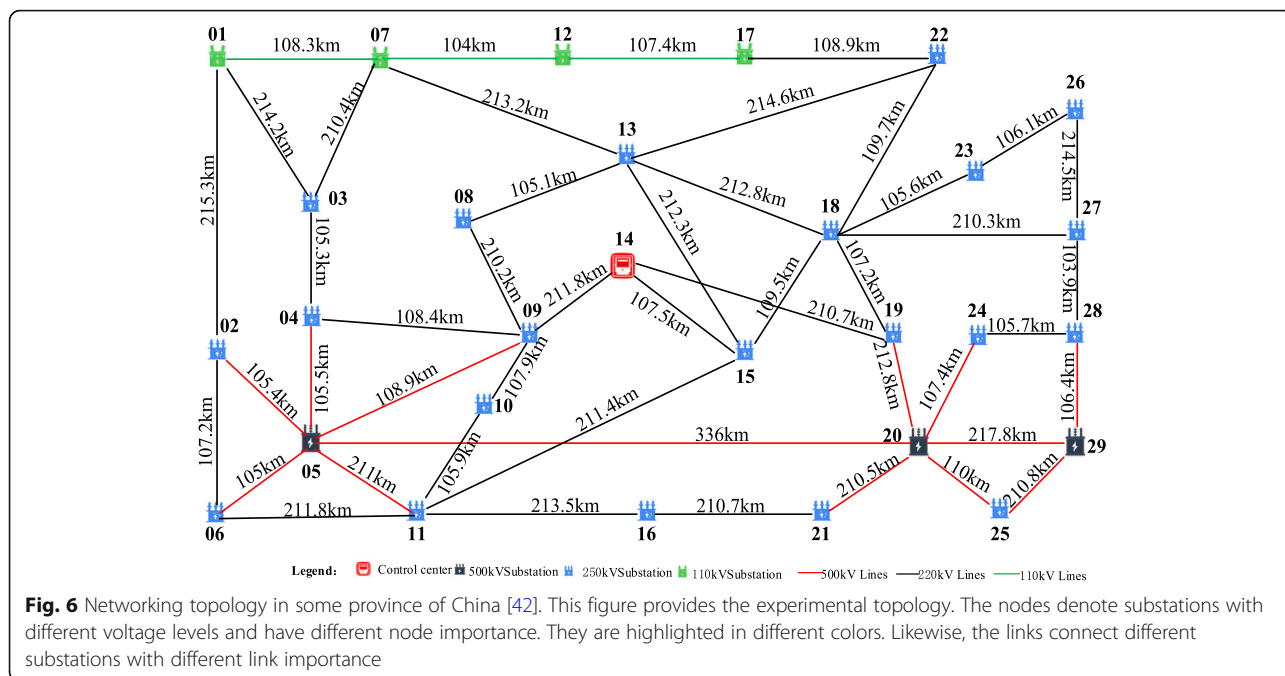 01 07 12 17 22
108.3km 104km 107.4km 108.9km
26
214.2km 210.4km 213.2km 214.6km
13
106.1km
109.7km
23
214.5km
215.3km
105.1km
212.8km
105.6km
03 08 18 27
212.3km
210.3km
14
105.3km
210.2km
211.8km
107.2km
103.9km
109.5km
107.5km
210.7km
04 108.4km 09 19 24 105.7km 28
02
107.9km
15
105.4km
105.5km
108.9km
212.8km
107.4km
106.4km
10
211.4km
107.2km
336km
20 217.8km 29
05
105km
211km
105.9km
210.5km
110km
210.8km
211.8km 213.5km 210.7km
06 11 16 21 25
Legend: Control center 500kVSubstation 250kVSubstation 110kVSubstation 500kV Lines 220kV Lines 110kV Lines
Fig. 6 Networking topology in some province of China [42]. This figure provides the experimental topology. The nodes denote substations with
different voltage levels and have different node importance. They are highlighted in different colors. Likewise, the links connect different
substations with different link importance